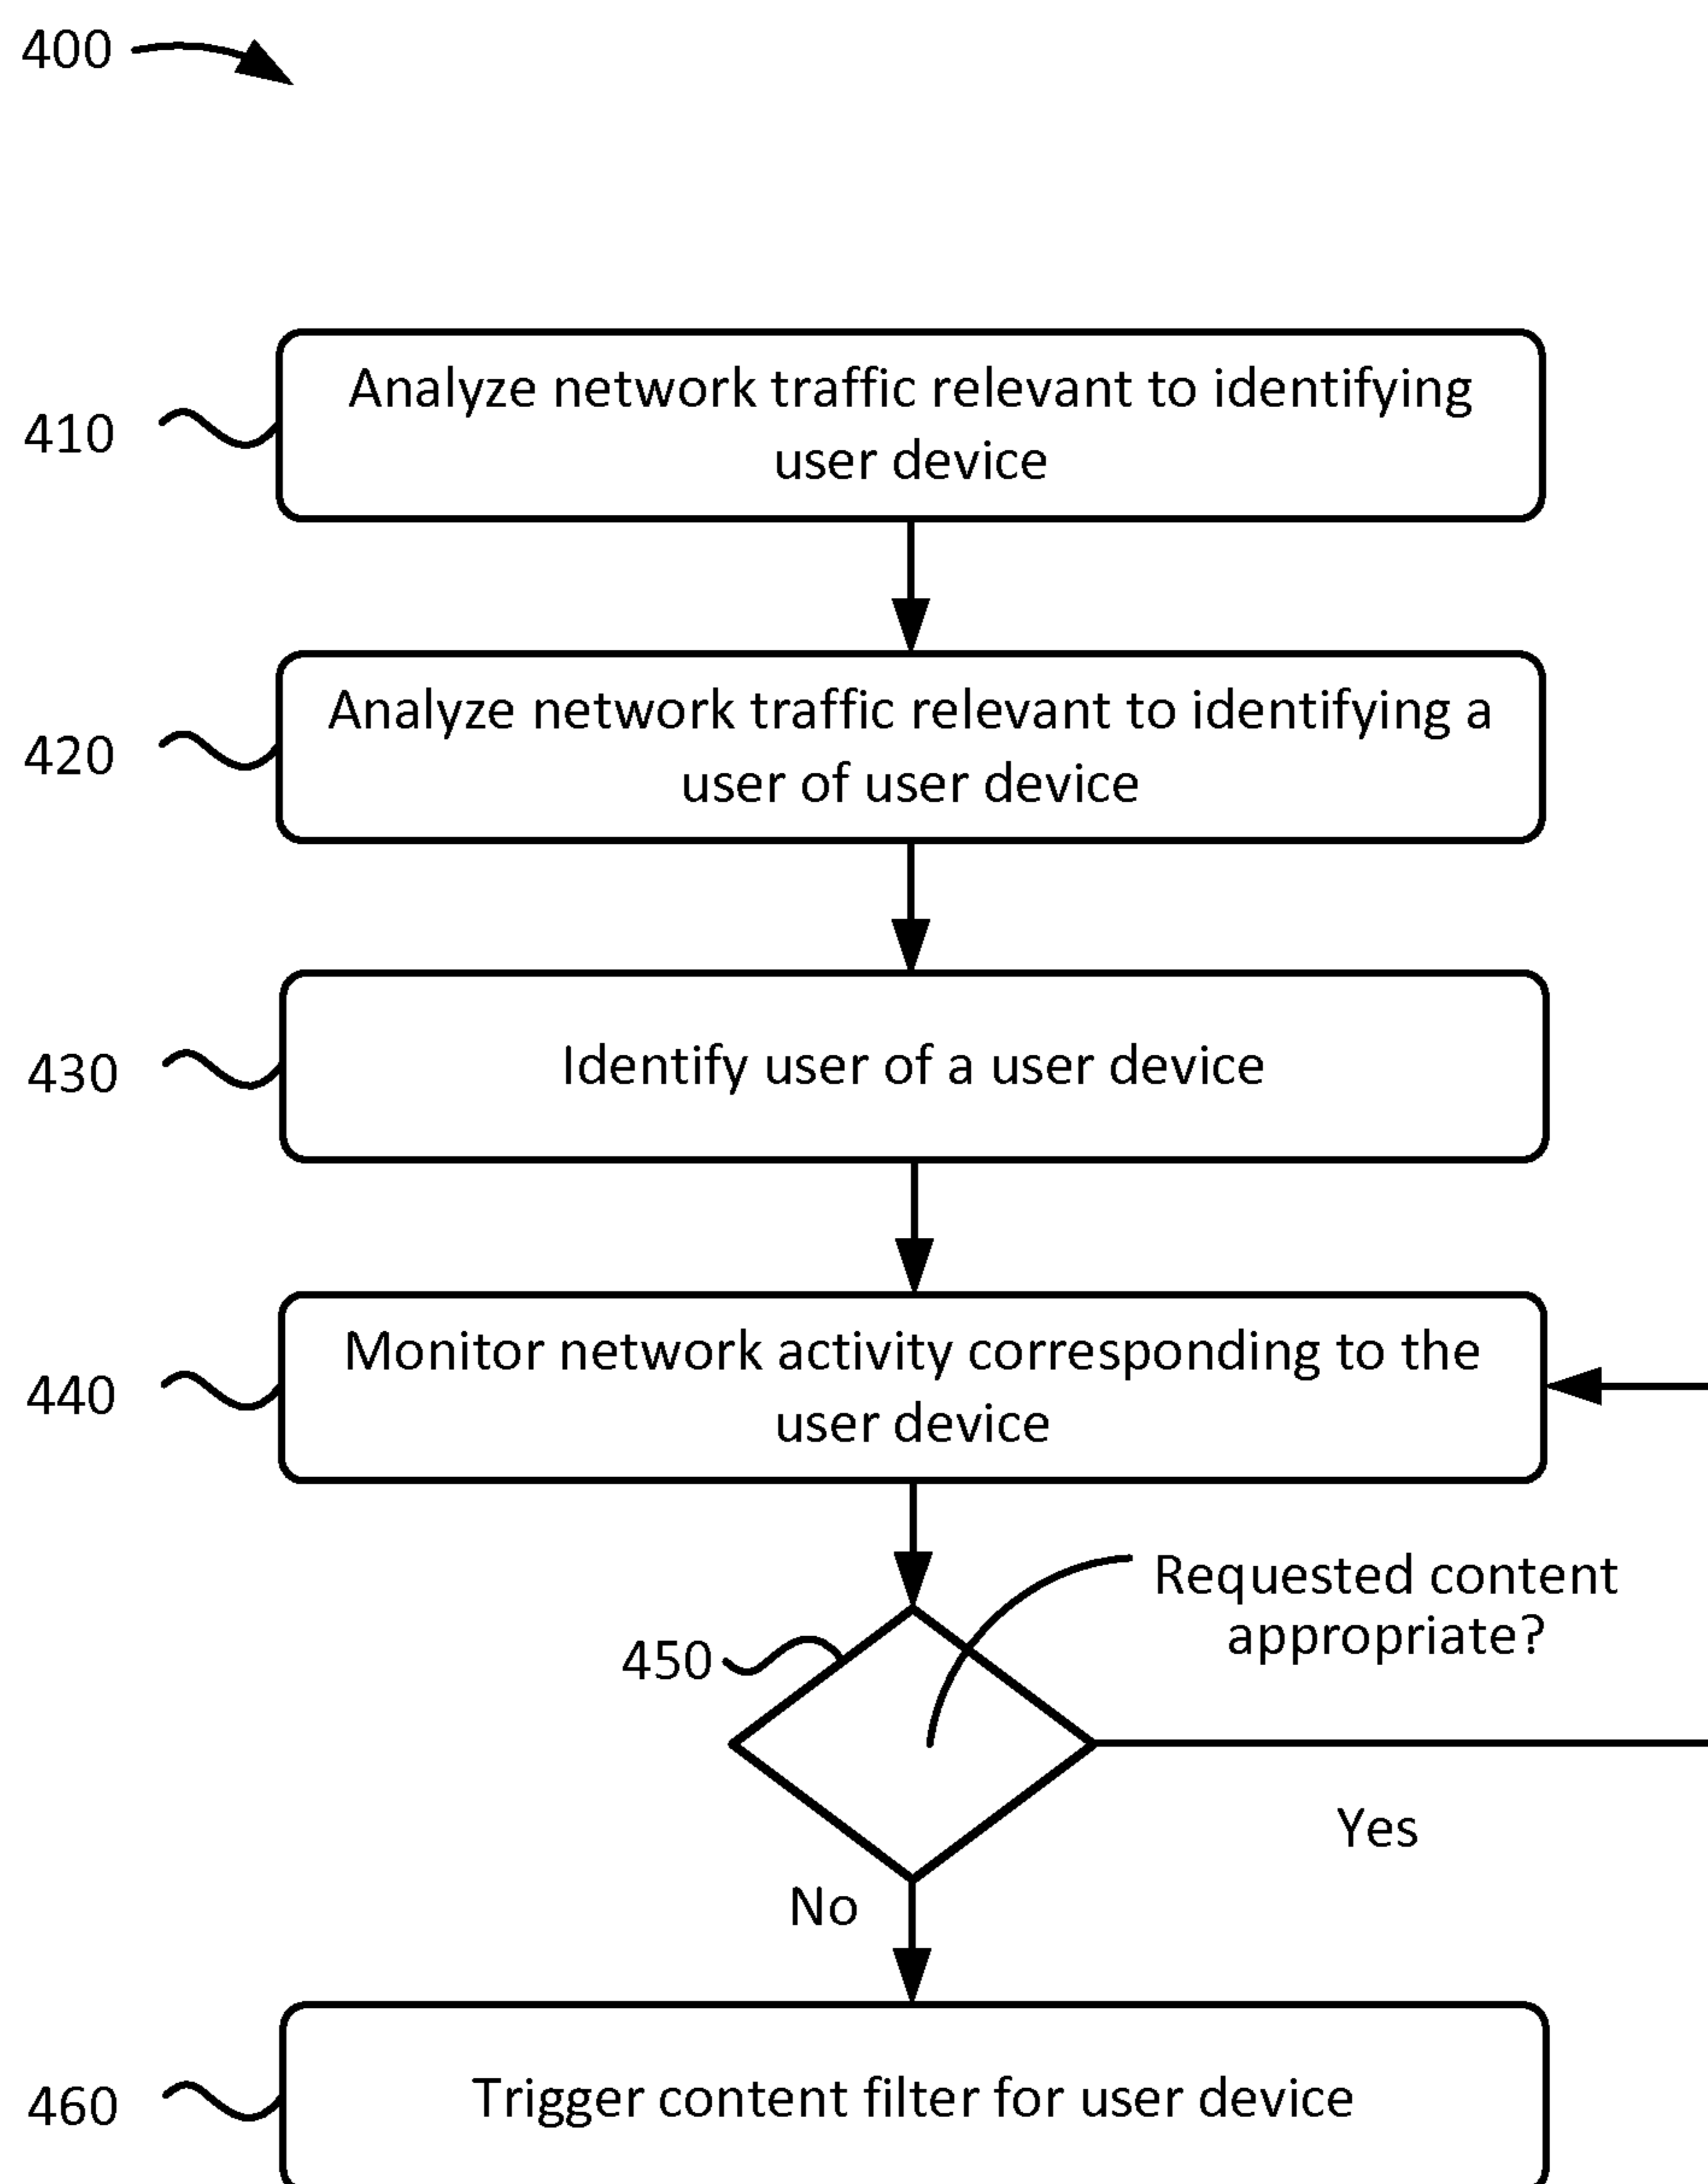 400
Analyze network traffic relevant to identifying
user device
410
Analyze network traffic relevant to identifying a
user of user device
420
Identify user of a user device
430
Monitor network activity corresponding to the
user device
440
Requested content
appropriate?
450
Yes
No
Trigger content filter for user device
460